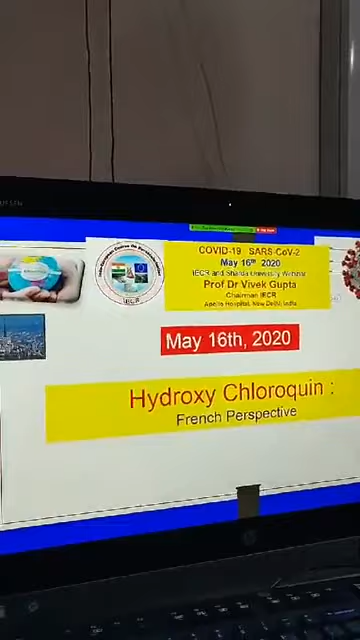 COVID-19 SARS-CoV-2
May 16th 2020
IECR and Sharda University Webinar
Prof Dr Vivek Gupta
Chairman IECR
Apollo Hospital, New Delhi, India
IECR
May 16th, 2020
Hydroxy Chloroquin :
French Perspective